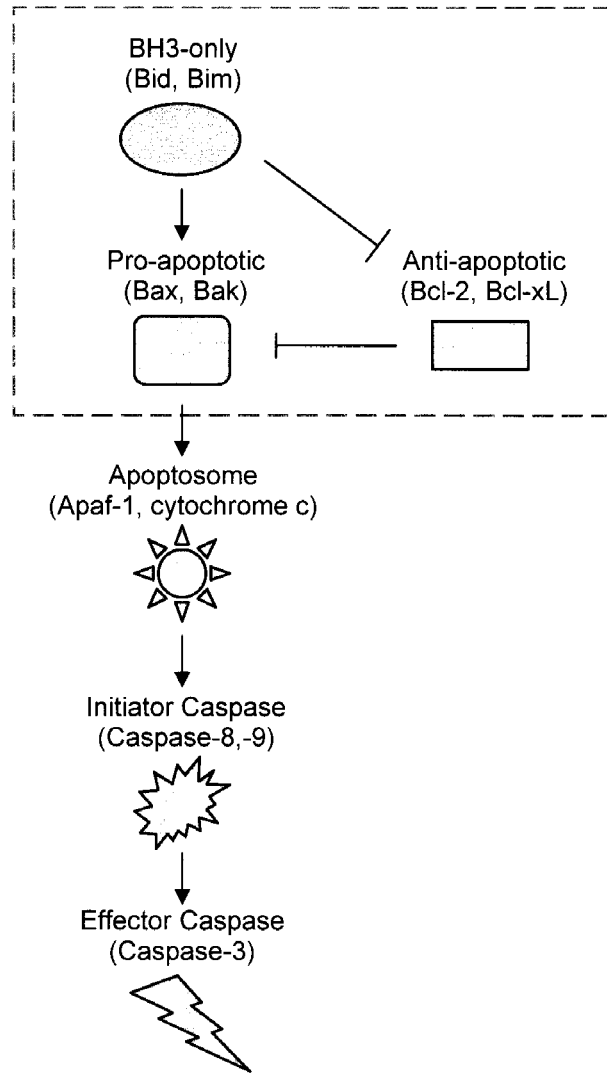 BH3-only
(Bid, Bim)
Pro-apoptotic
(Bax, Bak)
Anti-apoptotic
(Bcl-2, Bcl-xL)
Apoptosome
(Apaf-1, cytochrome c)
Initiator Caspase
(Caspase-8,-9)
Effector Caspase
(Caspase-3)